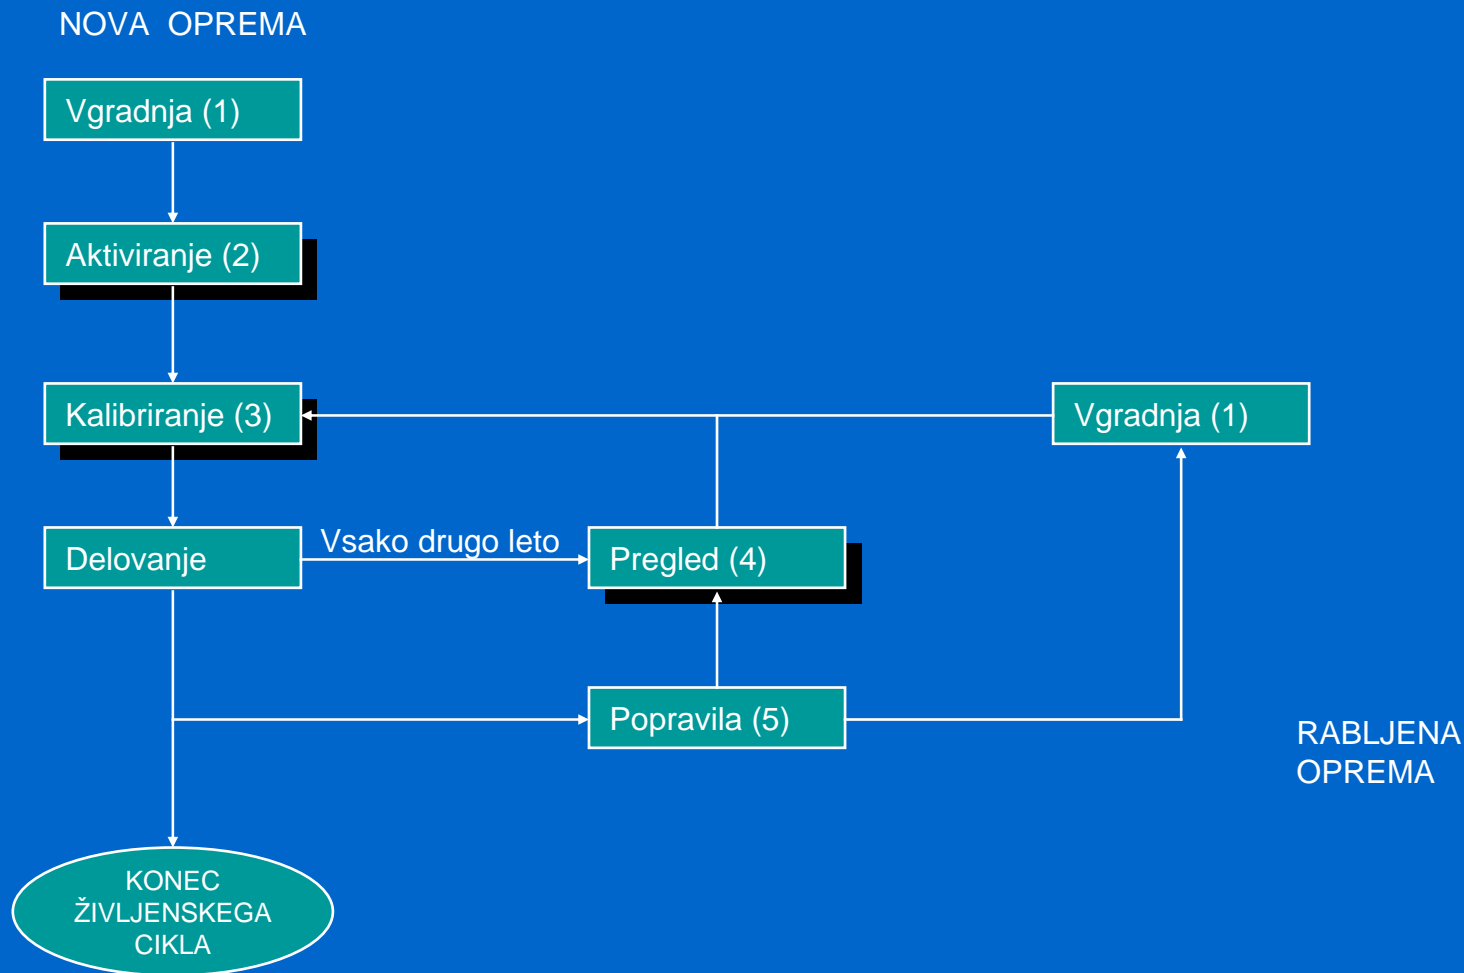 NOVA OPREMA
Vgradnja (1)
Aktiviranje (2)
Kalibriranje (3)
Vgradnja (1)
Delovanje
Vsako drugo leto
Pregled (4)
Popravila (5)
RABLJENA
OPREMA
KONEC
ŽIVLJENSKEGA
CIKLA